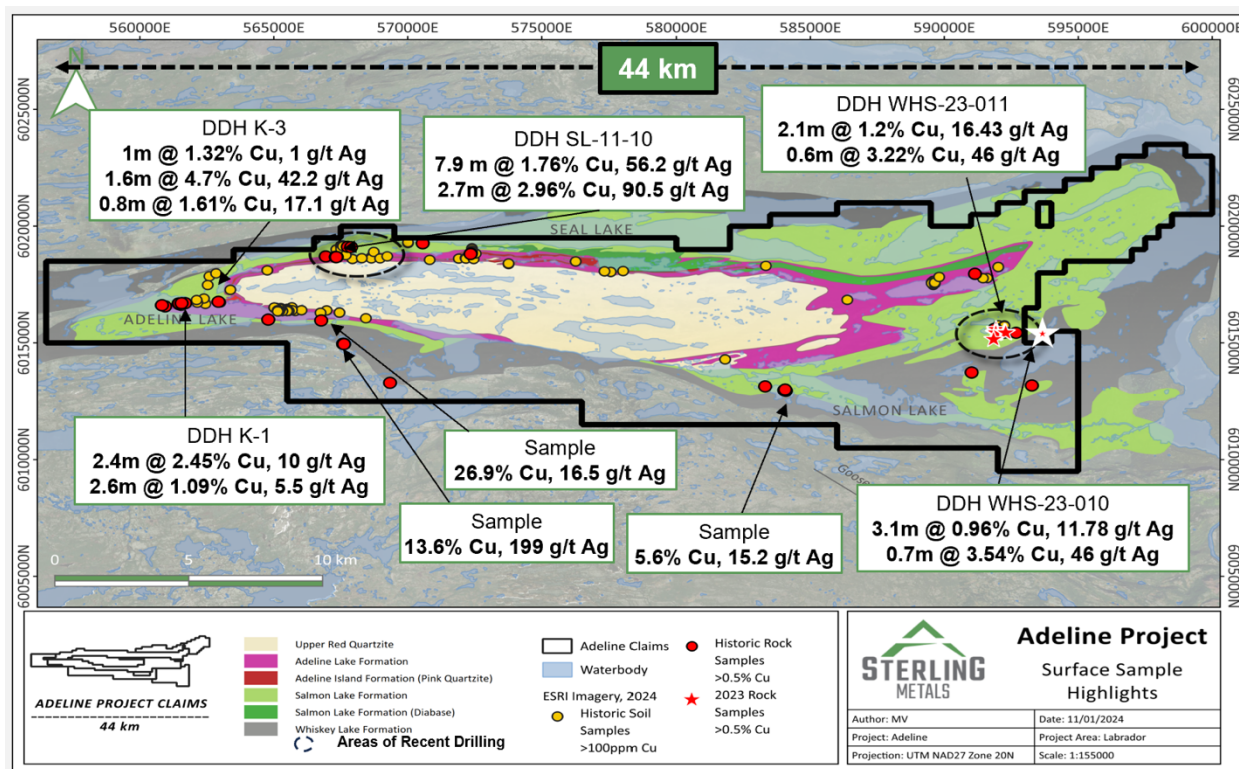 560000E 565000E 570000E 575000E 580000E 585000E 590000E 595000E 600000E
N
44 km
6025000N
6020000N
6015000N
6010000N
6005000N
6025000N
6020000N
6015000N
6010000N
6005000N
DDH K-3
1m @ 1.32% Cu, 1 g/t Ag
1.6m @ 4.7% Cu, 42.2 g/t Ag
0.8m @ 1.61% Cu, 17.1 g/t Ag
DDH SL-11-10
7.9 m @ 1.76% Cu, 56.2 g/t Ag
2.7m @ 2.96% Cu, 90.5 g/t Ag
DDH WHS-23-011
2.1m @ 1.2% Cu, 16.43 g/t Ag
0.6m @ 3.22% Cu, 46 g/t Ag
SEAL LAKE
ADELINE LAKE
SALMON LAKE
Goose
DDH K-1
2.4m @ 2.45% Cu, 10 g/t Ag
2.6m @ 1.09% Cu, 5.5 g/t Ag
Sample
26.9% Cu, 16.5 g/t Ag
Sample
13.6% Cu, 199 g/t Ag
Sample
5.6% Cu, 15.2 g/t Ag
DDH WHS-23-010
3.1m @ 0.96% Cu, 11.78 g/t Ag
0.7m @ 3.54% Cu, 46 g/t Ag
0 5 10 km
ADELINE PROJECT CLAIMS
44 km
Upper Red Quartzite
Adeline Lake Formation
Adeline Island Formation (Pink Quartzite)
Salmon Lake Formation
Salmon Lake Formation (Diabase)
Whiskey Lake Formation
Areas of Recent Drilling
Adeline Claims
Waterbody
ESRI Imagery, 2024
Historic Soil
Samples
>100ppm Cu
Historic Rock
Samples
>0.5% Cu
2023 Rock
Samples
>0.5% Cu
STERLING
METALS
Adeline Project
Surface Sample
Highlights
Author: MV
Date: 11/01/2024
Project: Adeline
Project Area: Labrador
Projection: UTM NAD27 Zone 20N
Scale: 1:155000